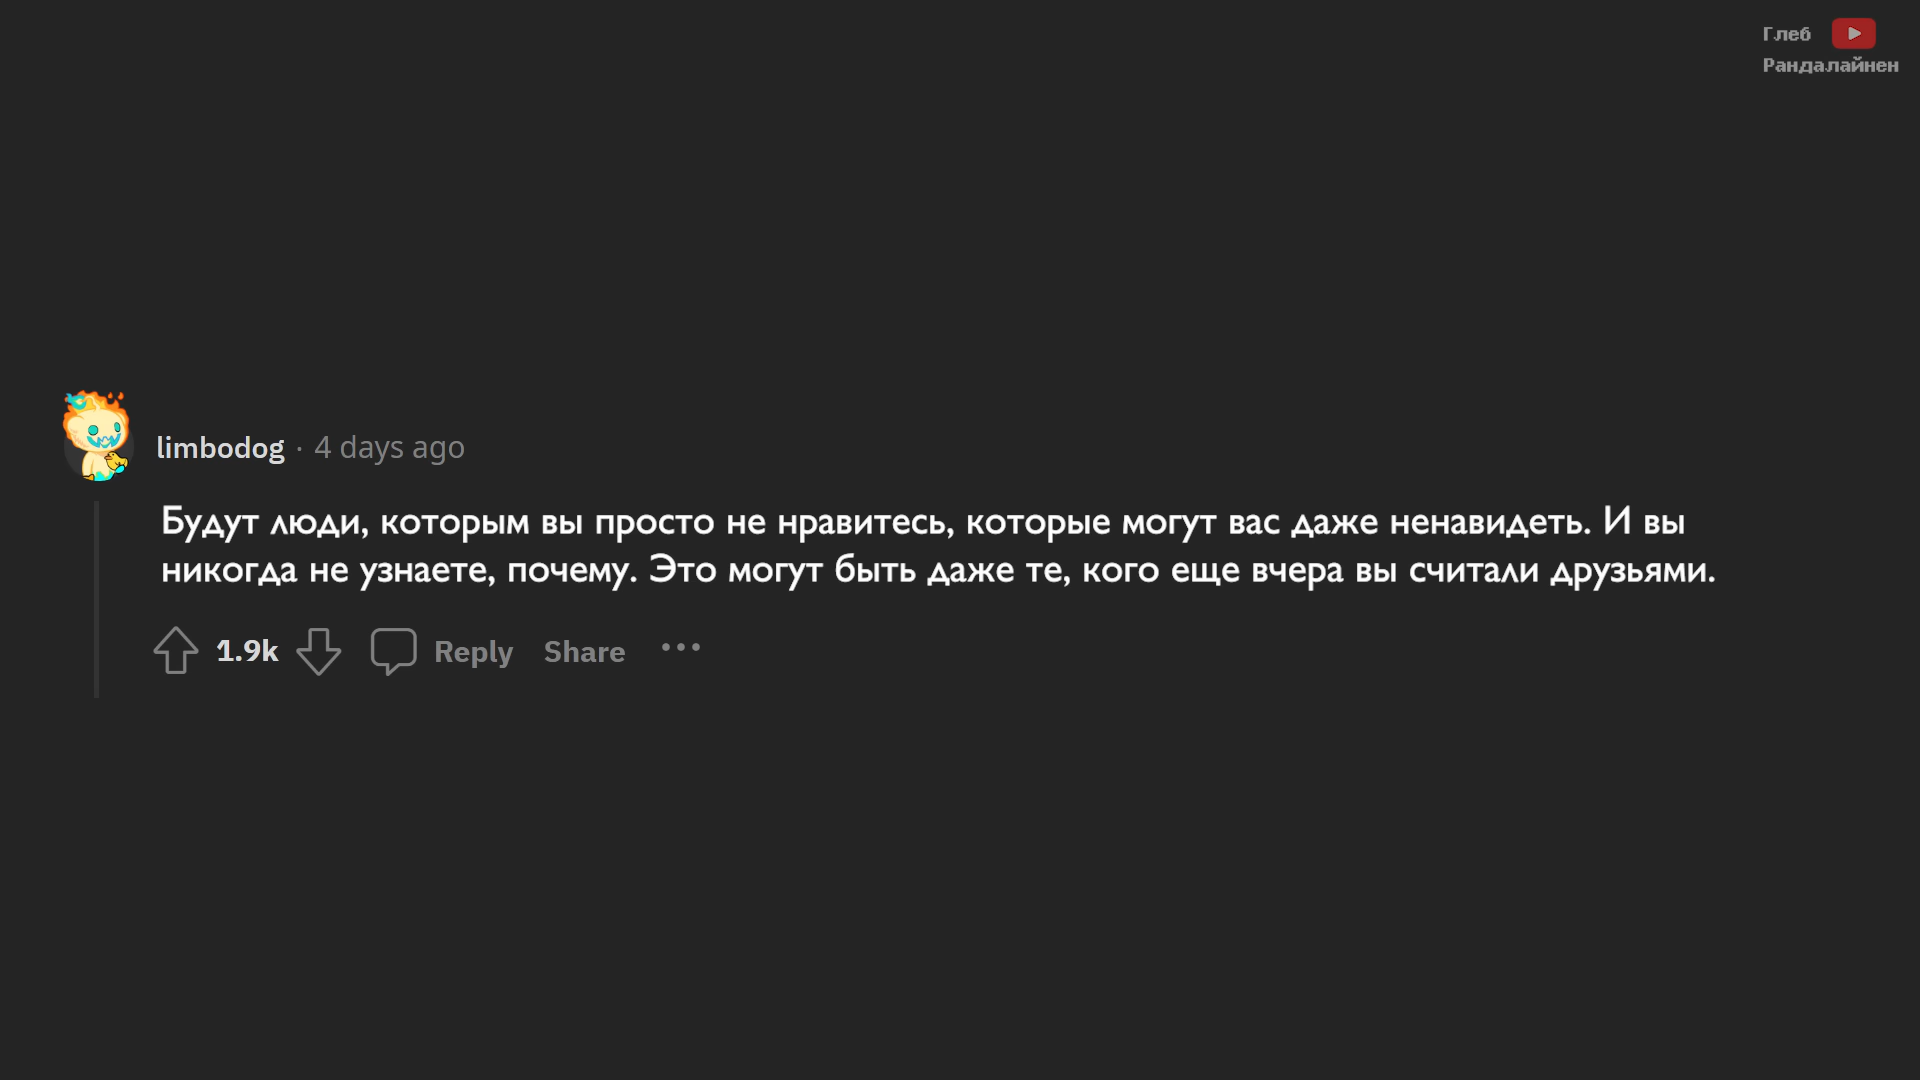 Глеб
Рандалайнен
limbodog · 4 days ago
Будут люди, которым вы просто не нравитесь, которые могут вас даже ненавидеть. И вы
никогда не узнаете, почему. Это могут быть даже те, кого еще вчера вы считали друзьями.
1.9k Reply Share ···